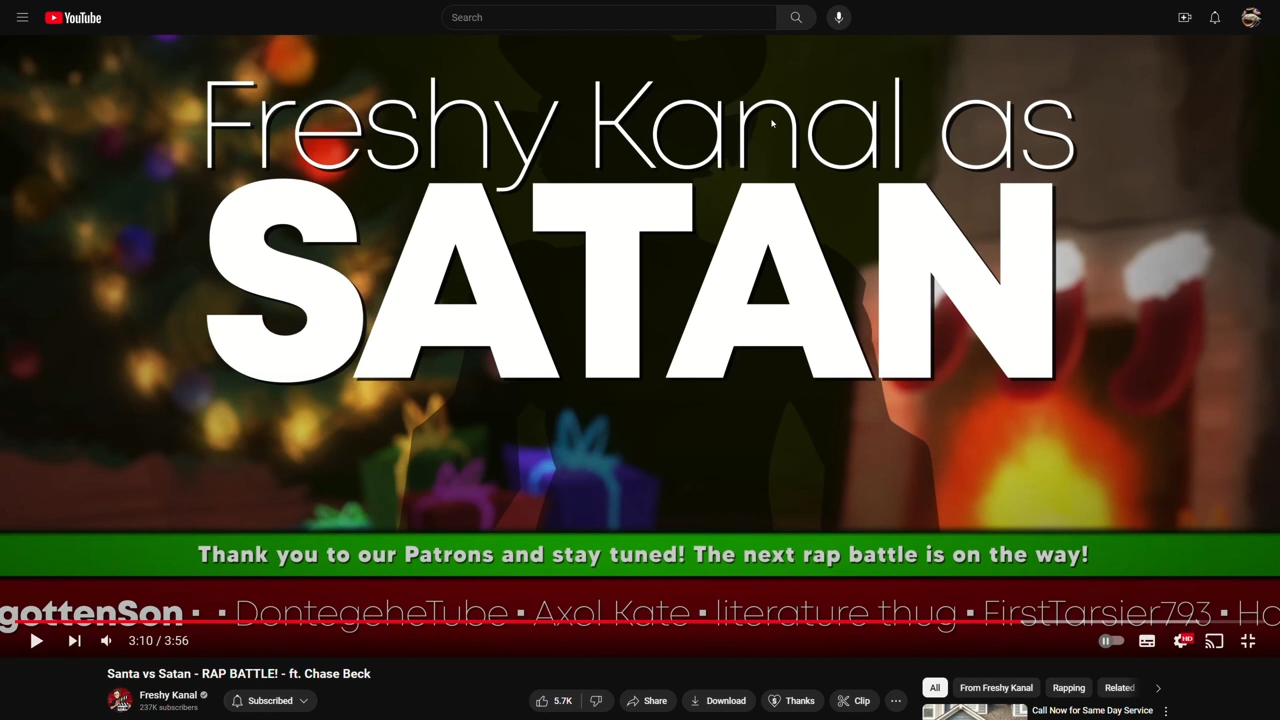 YouTube
Search
Freshy Kanal as
SATAN
Thank you to our Patrons and stay tuned! The next rap battle is on the way!
gottenSon ▪ ▪ DontegeheTube ▪ Axol Kate ▪ literature thug ▪ FirstTarsier793 ▪ Ho
3:10 / 3:56
HD
Santa vs Satan - RAP BATTLE! - ft. Chase Beck
Freshy Kanal
237K subscribers
Subscribed
5.7K
Share
Download
Thanks
Clip
All
From Freshy Kanal
Rapping
Related
Call Now for Same Day Service